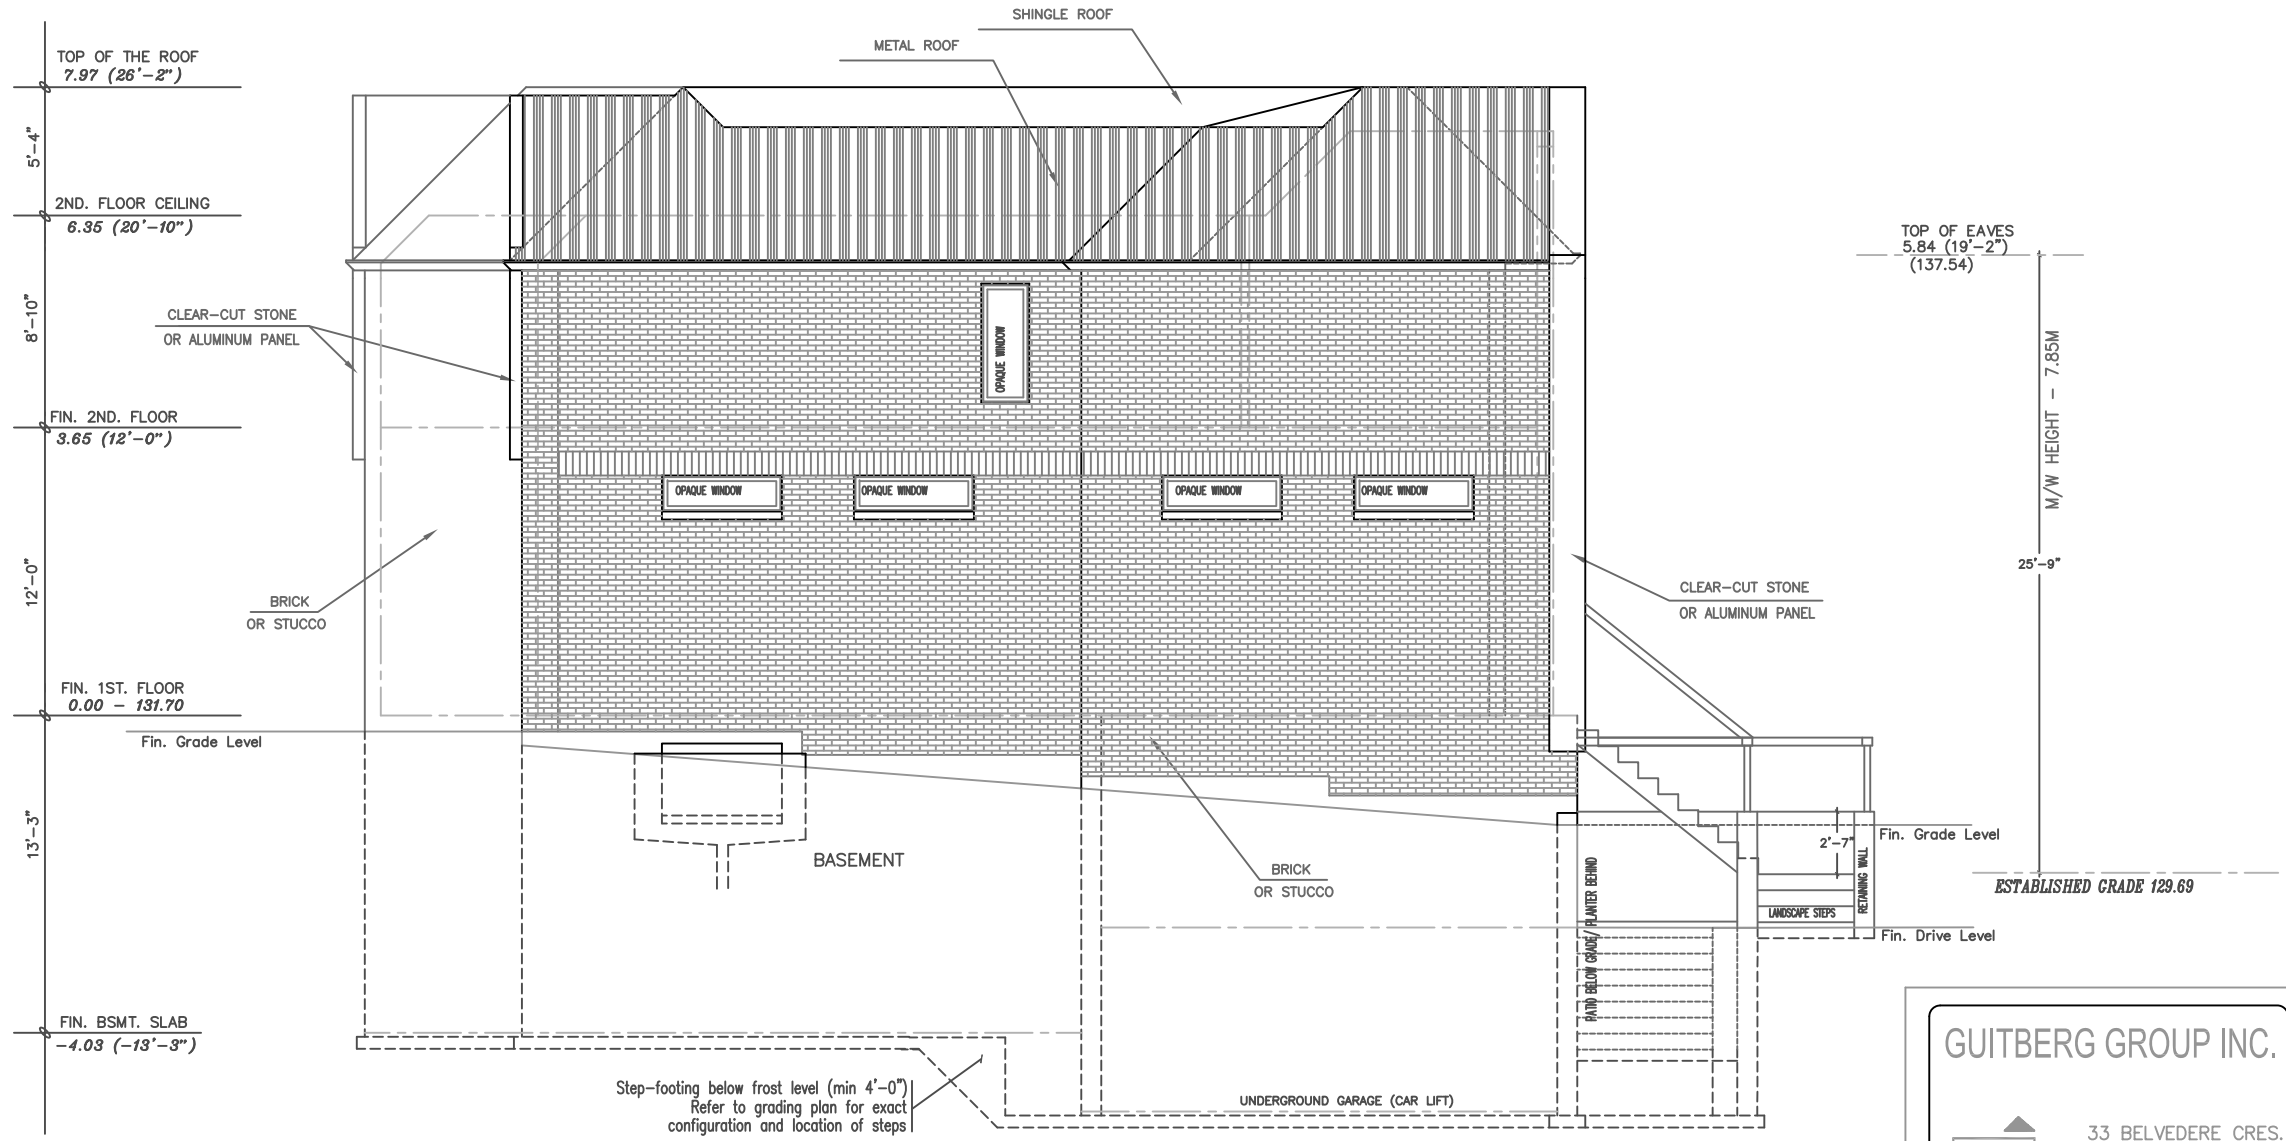 SHINGLE ROOF
METAL ROOF
TOP OF THE ROOF
7.97 (26'-2")
5'-4"
2ND. FLOOR CEILING
6.35 (20'-10")
TOP OF EAVES
5.84 (19'-2")
(137.54)
8'-10"
CLEAR-CUT STONE
OR ALUMINUM PANEL
OPAQUE WINDOW
M/W HEIGHT - 7.85M
FIN. 2ND. FLOOR
3.65 (12'-0")
OPAQUE WINDOW
OPAQUE WINDOW
OPAQUE WINDOW
OPAQUE WINDOW
12'-0"
25'-9"
BRICK
OR STUCCO
CLEAR-CUT STONE
OR ALUMINUM PANEL
FIN. 1ST. FLOOR
0.00 - 131.70
Fin. Grade Level
13'-3"
BASEMENT
BRICK
OR STUCCO
2'-7"
Fin. Grade Level
PATIO BELOW GRADE/ PLANTER BEHIND
RETAINING WALL
LANDSCAPE STEPS
ESTABLISHED GRADE 129.69
Fin. Drive Level
FIN. BSMT. SLAB
-4.03 (-13'-3")
Step-footing below frost level (min 4'-0")
Refer to grading plan for exact
configuration and location of steps
UNDERGROUND GARAGE (CAR LIFT)
GUITBERG GROUP INC.
33 BELVEDERE CRES.